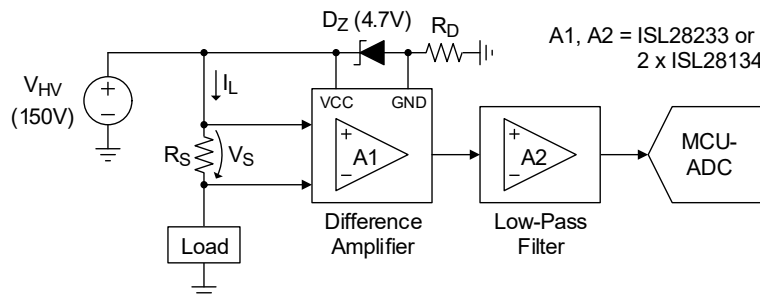 DZ (4.7V)
RD
A1, A2 = ISL28233 or
2 x ISL28134
VHV
(150V)
IL
VCC
GND
RS
VS
A1
A2
MCU-
ADC
Difference
Amplifier
Low-Pass
Filter
Load